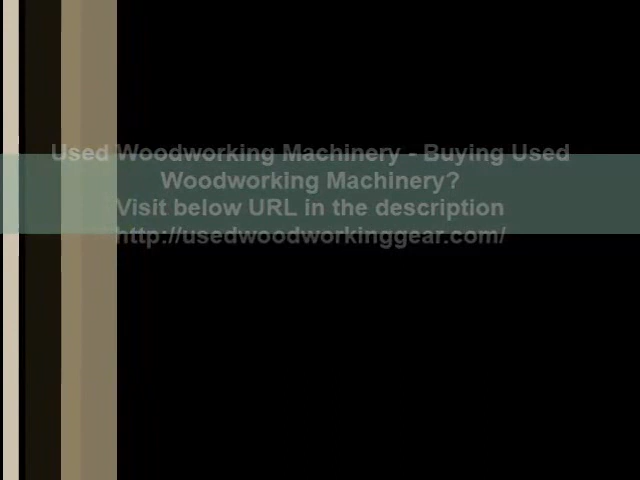 Used Woodworking Machinery - Buying Used
Woodworking Machinery?
Visit below URL in the description
http://usedwoodworkinggear.com/